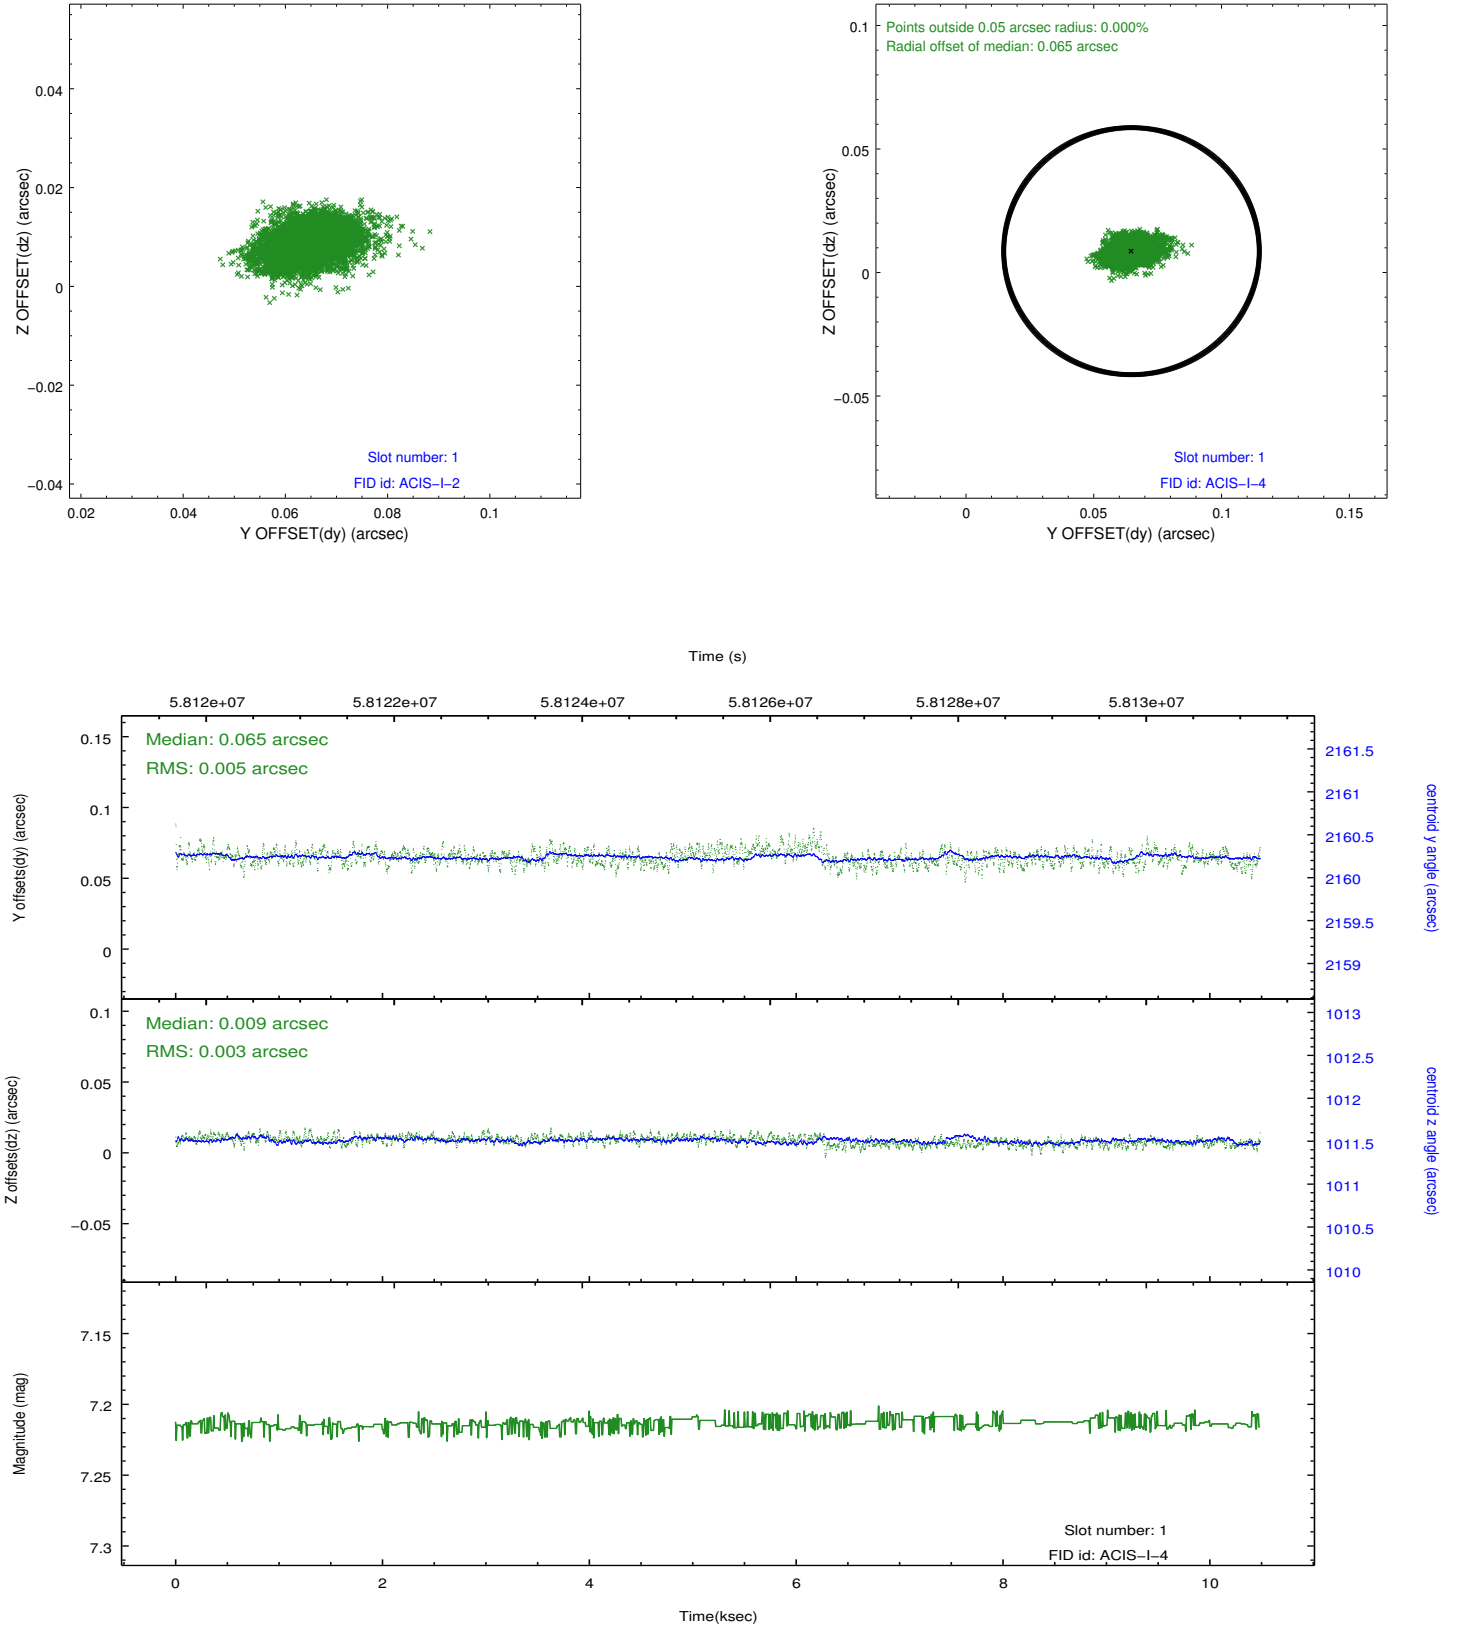 0.04
0.02
0
−0.02
−0.04
Z OFFSET(dz) (arcsec)
Slot number: 1
FID id: ACIS−I−2
0.02 0.04 0.06 0.08 0.1
Y OFFSET(dy) (arcsec)
Points outside 0.05 arcsec radius: 0.000%
Radial offset of median: 0.065 arcsec
0.1
0.05
0
−0.05
Z OFFSET(dz) (arcsec)
Slot number: 1
FID id: ACIS−I−4
0 0.05 0.1 0.15
Y OFFSET(dy) (arcsec)
Time (s)
5.812e+07 5.8122e+07 5.8124e+07 5.8126e+07 5.8128e+07 5.813e+07
Median: 0.065 arcsec
RMS: 0.005 arcsec
0.15
0.1
0.05
0
Y offsets(dy) (arcsec)
2161.5
2161
2160.5
2160
2159.5
2159
centroid y angle (arcsec)
Median: 0.009 arcsec
RMS: 0.003 arcsec
0.1
0.05
0
−0.05
Z offsets(dz) (arcsec)
1013
1012.5
1012
1011.5
1011
1010.5
1010
centroid z angle (arcsec)
7.15
7.2
7.25
7.3
Magnitude (mag)
Slot number: 1
FID id: ACIS−I−4
0 2 4 6 8 10
Time(ksec)